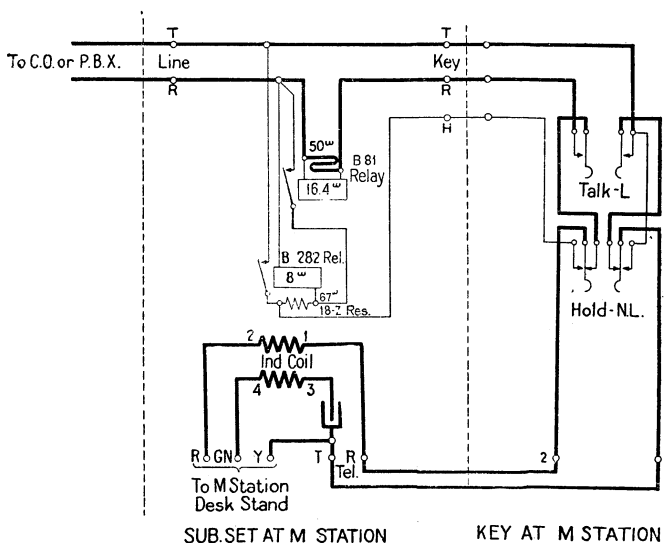 T
T
To C.O. or P.B.X.
Line
Key
R
R
H
50ω
B 81
Relay
16.4ω
Talk-L
B 282 Rel.
8ω
67ω
18-Z Res.
Hold-N.L.
2 1
Ind Coil
4 3
R GN Y T R 2
Tel.
To M Station
Desk Stand
SUB. SET AT M STATION
KEY AT M STATION